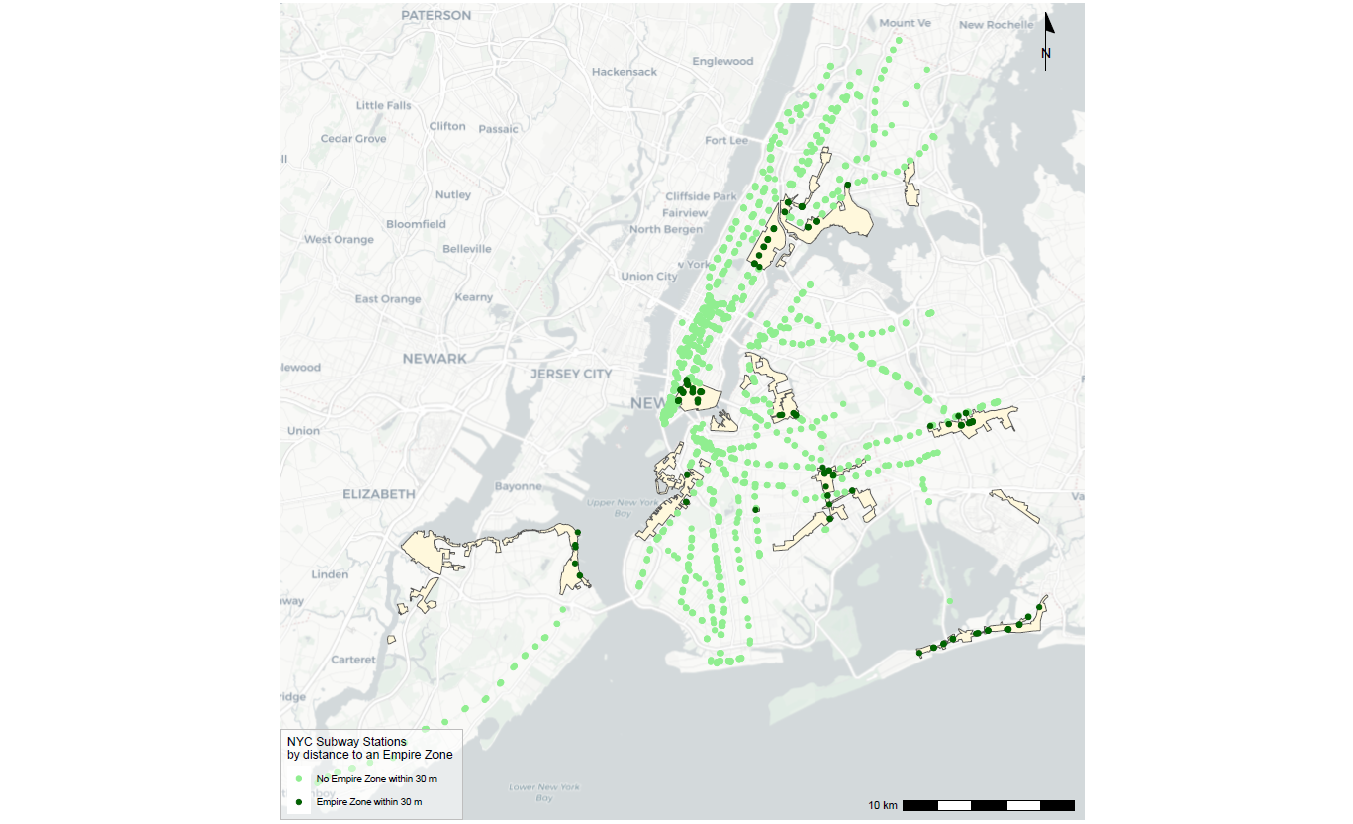 PATERSON
Mount Ve
New Rochelle
N
Englewood
Hackensack
Little Falls
Clifton
Passaic
Cedar Grove
Fort Lee
Nutley
Cliffside Park
Fairview
Bloomfield
North Bergen
West Orange
Belleville
v York
Union City
East Orange
Kearny
NEWARK
lewood
JERSEY CITY
NEW
Union
ELIZABETH
Bayonne
Upper New York
Bay
Va
Linden
way
Carteret
ridge
NYC Subway Stations
by distance to an Empire Zone
No Empire Zone within 30 m
Empire Zone within 30 m
Lower New York
Bay
10 km